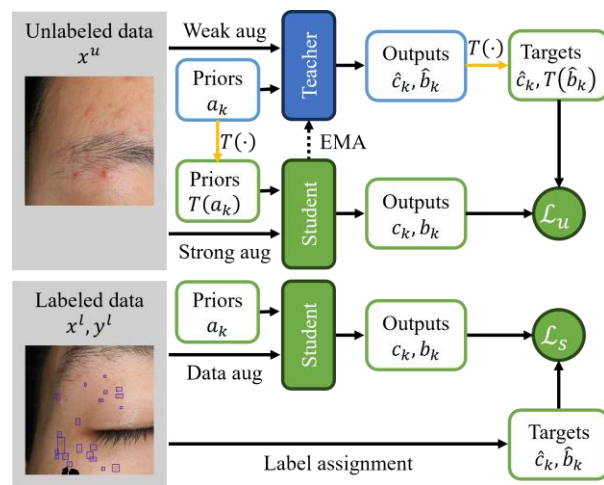 Unlabeled data
x^u
Weak aug
Priors
a_k
T(·)
Priors
T(a_k)
Strong aug
Teacher
EMA
Student
Outputs
ĉ_k, b̂_k
T(·)
Targets
ĉ_k, T(b̂_k)
Outputs
c_k, b_k
ℒ_u
Labeled data
x^l, y^l
Priors
a_k
Data aug
Student
Outputs
c_k, b_k
ℒ_s
Label assignment
Targets
ĉ_k, b̂_k